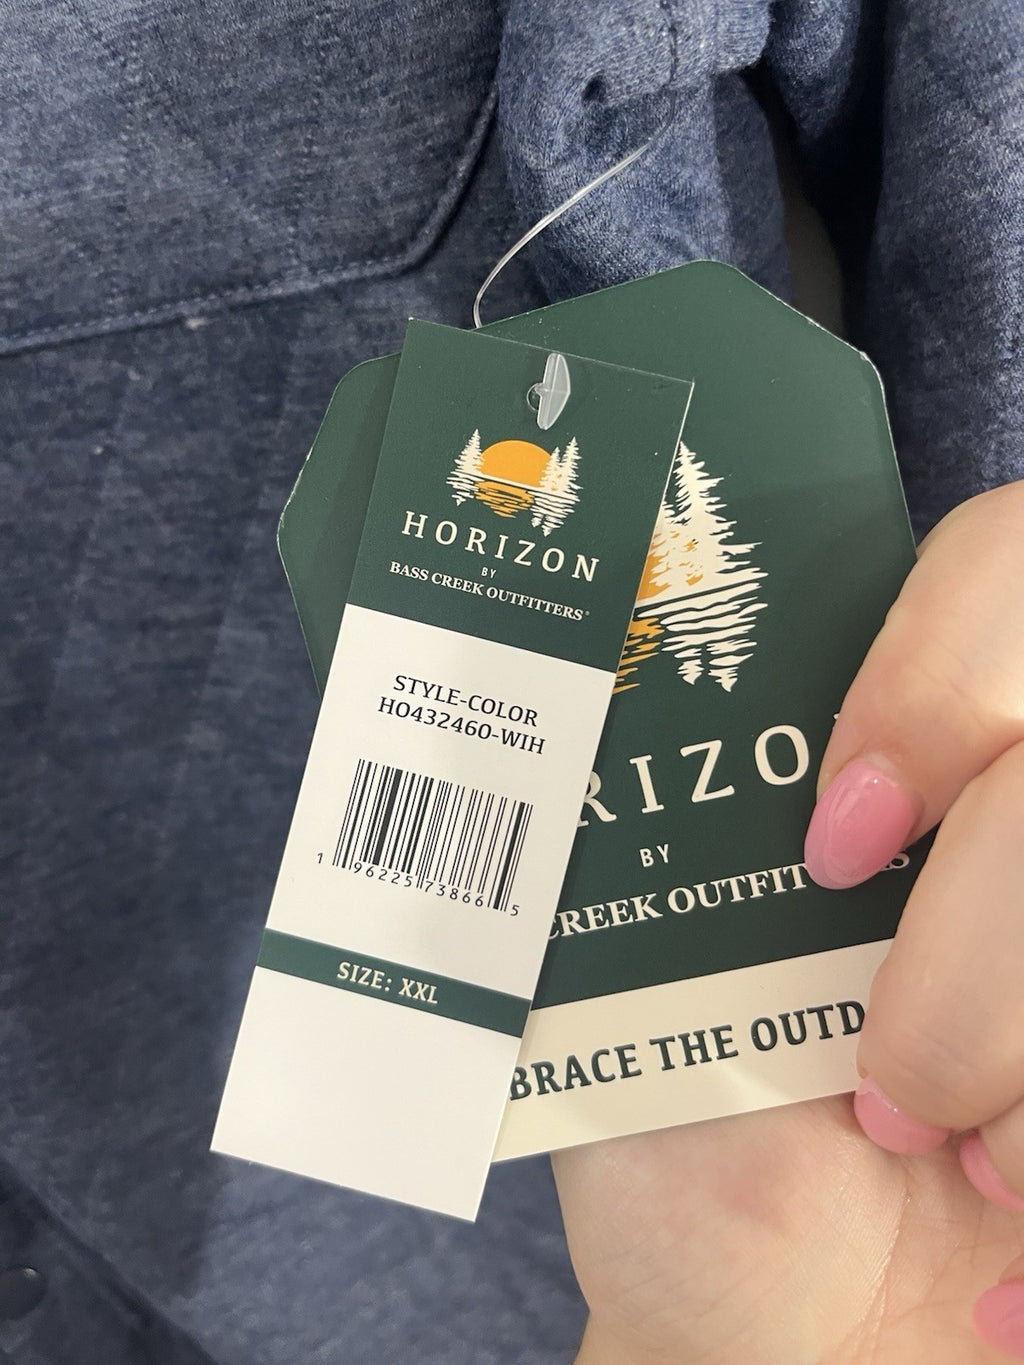 HORIZON
BY
BASS CREEK OUTFITTERS®
STYLE-COLOR
HO432460-WIH
1 96225 73866 5
SIZE: XXL
RIZO
BY
CREEK OUTFIT
BRACE THE OUTD